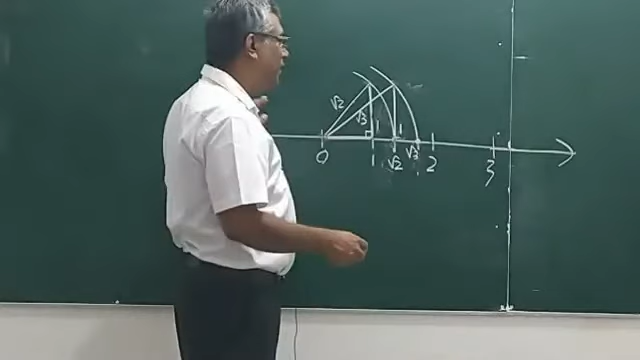 √2
√3 1 1
0 1 √2 √3 2 3